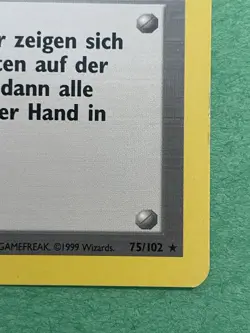 r zeigen sich
ten auf der
dann alle
er Hand in
GAMEFREAK. ©1999 Wizards. 75/102 ★